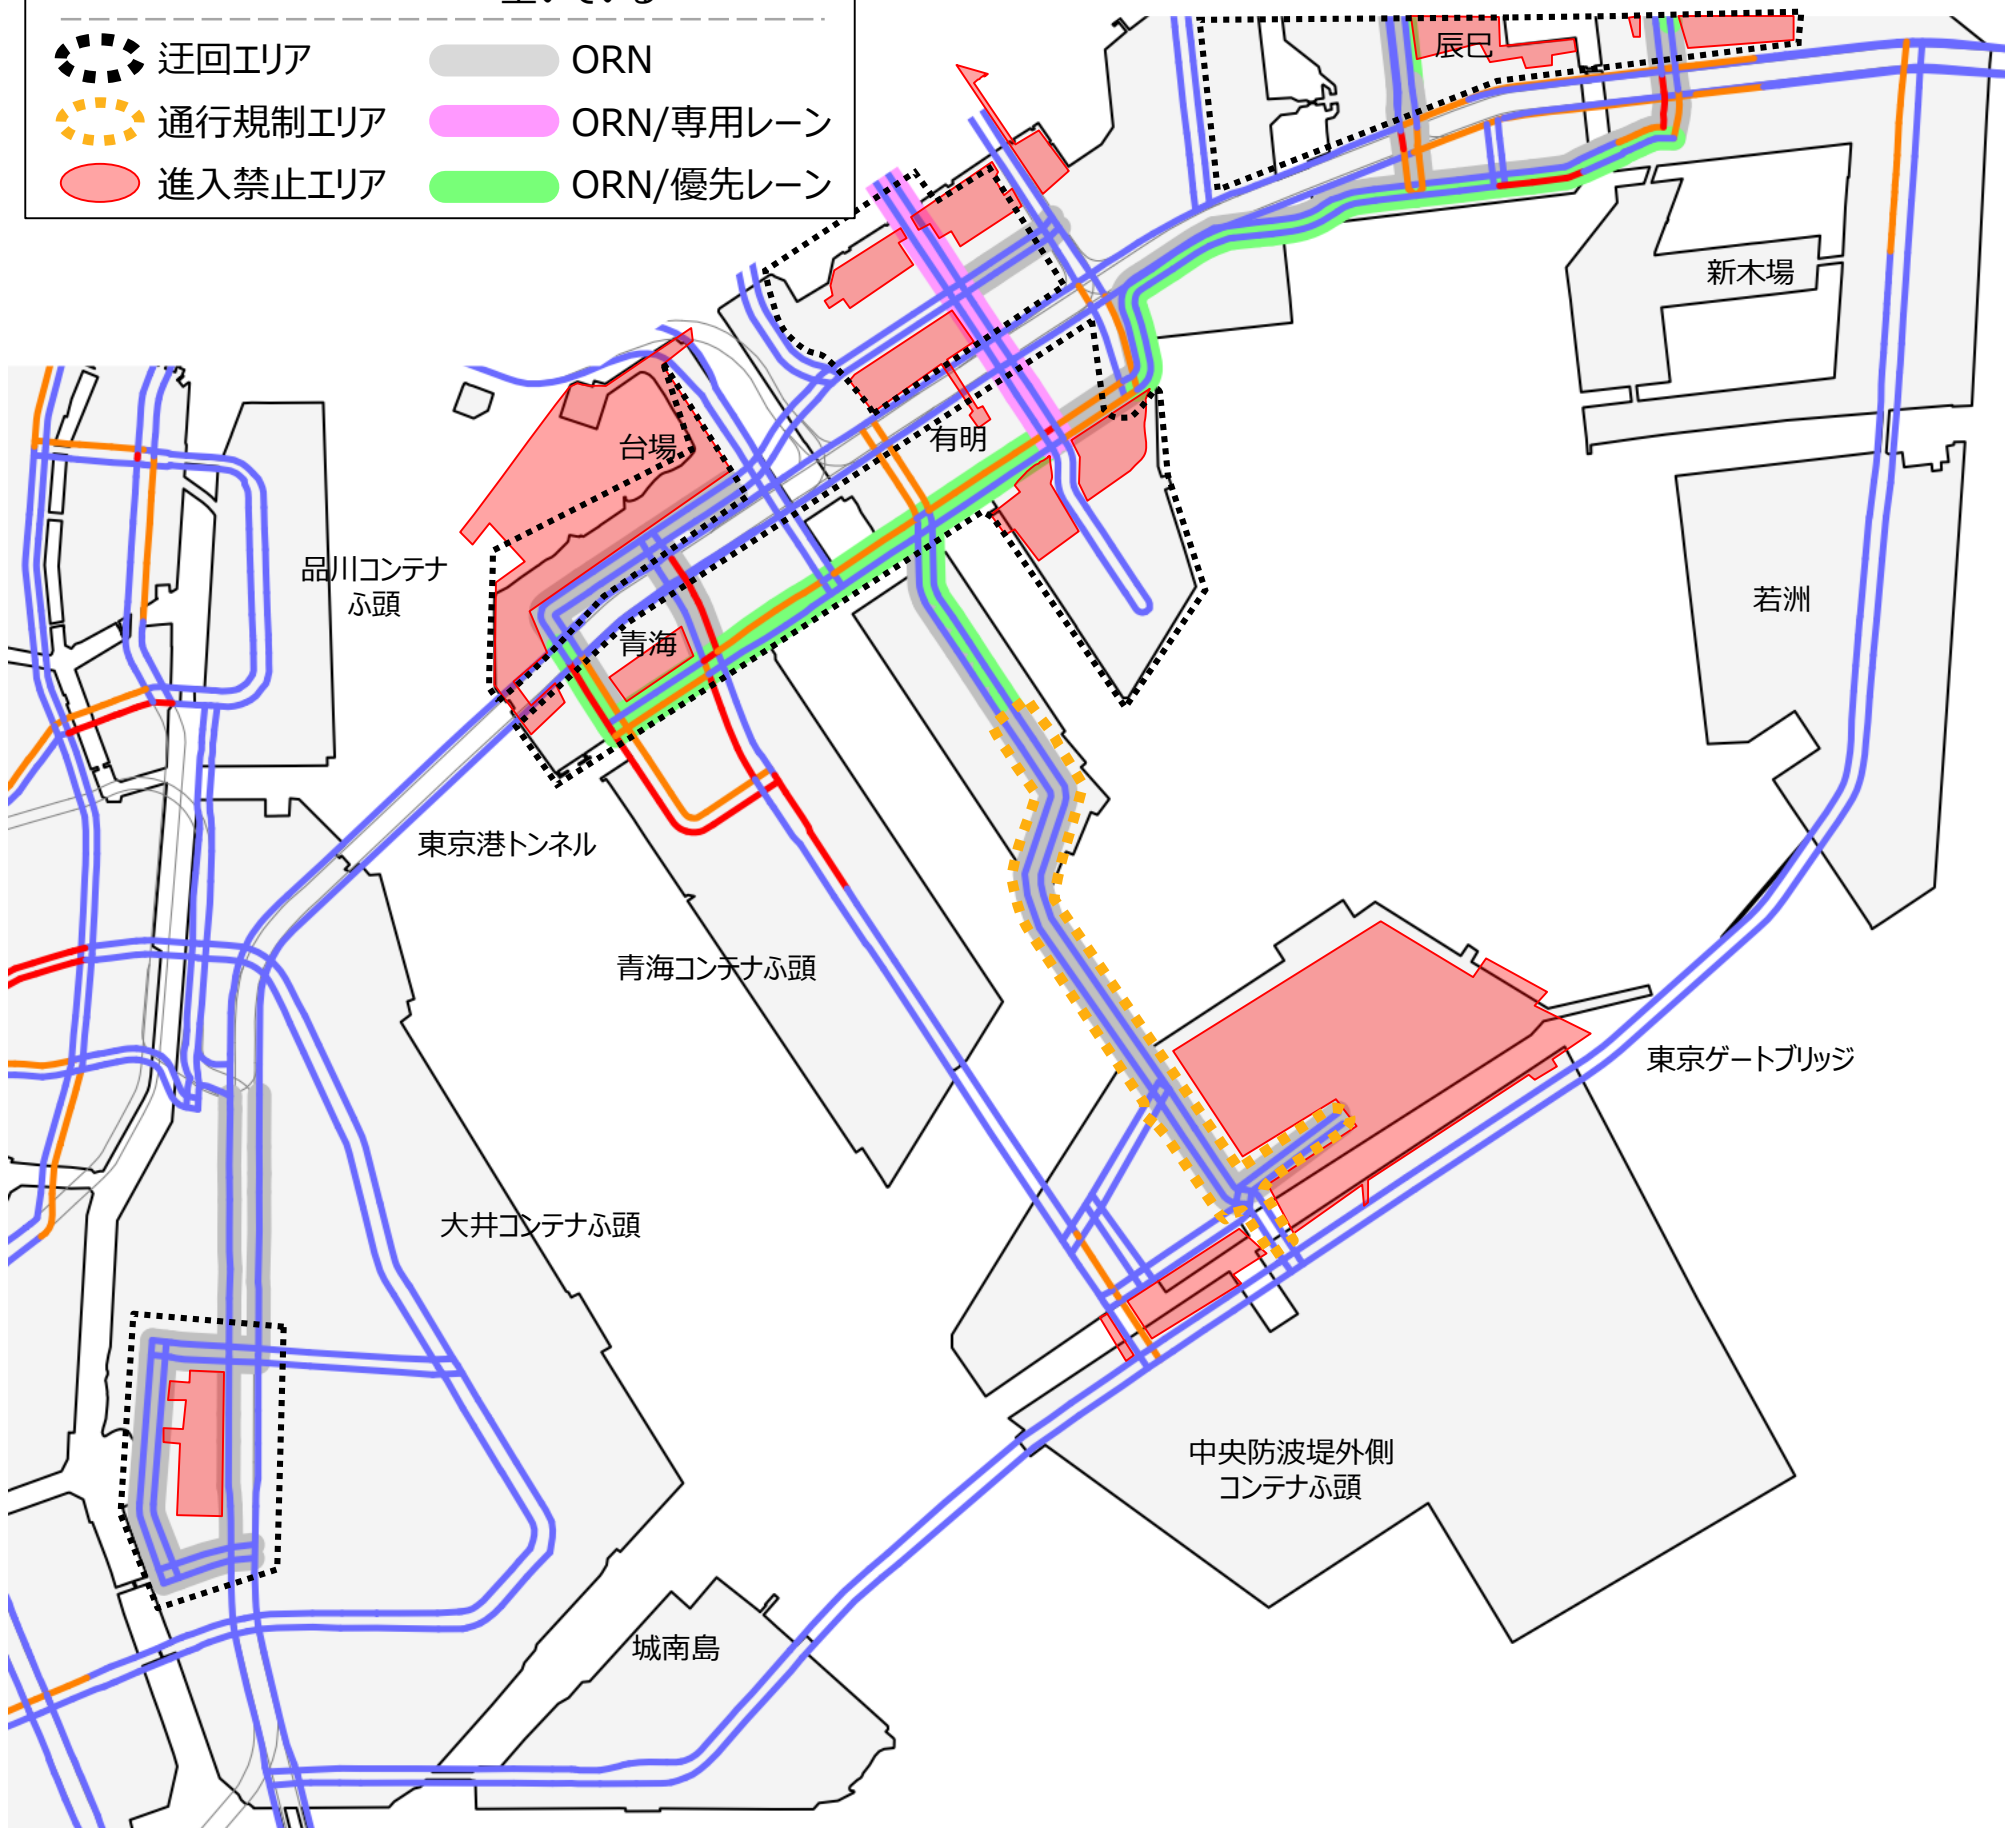 空いている
迂回エリア
ORN
通行規制エリア
ORN/専用レーン
進入禁止エリア
ORN/優先レーン
辰巳
新木場
有明
台場
品川コンテナ
ふ頭
若洲
青海
東京港トンネル
青海コンテナふ頭
東京ゲートブリッジ
大井コンテナふ頭
中央防波堤外側
コンテナふ頭
城南島